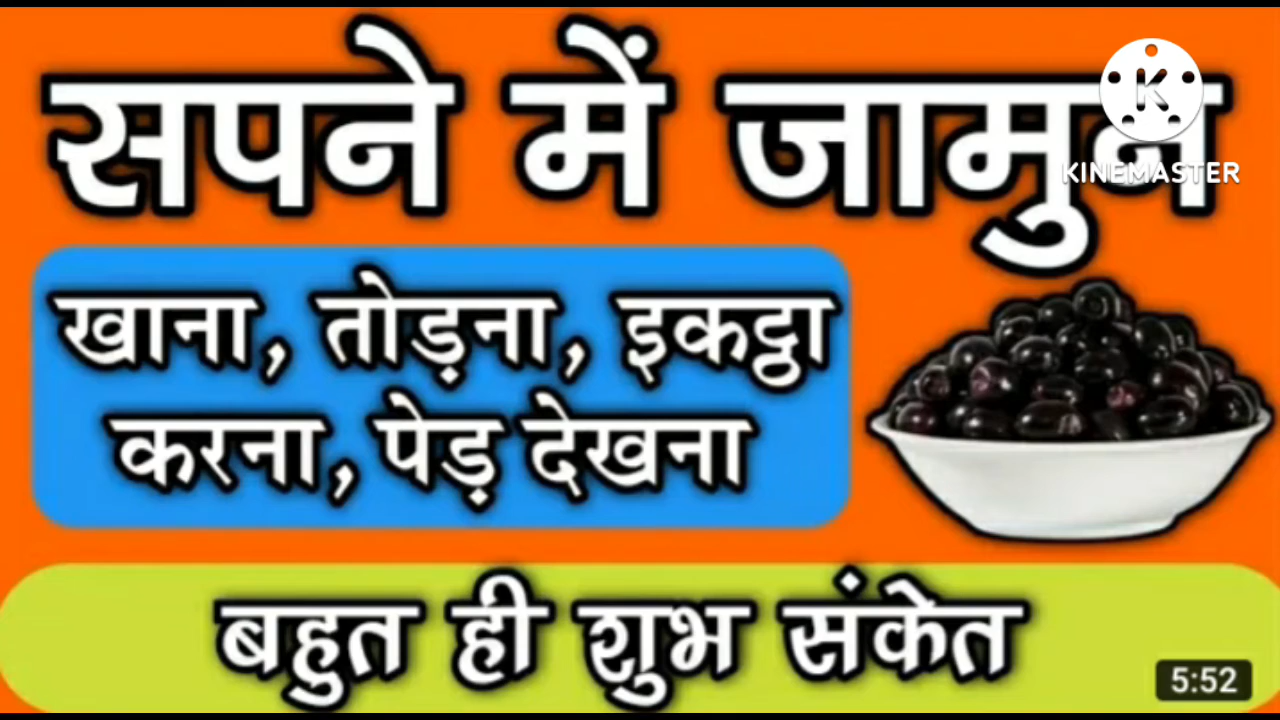 सपने में जामुन
K
KINEMASTER
खाना, तोड़ना, इकट्ठा
करना, पेड़ देखना
बहुत ही शुभ संकेत
5:52